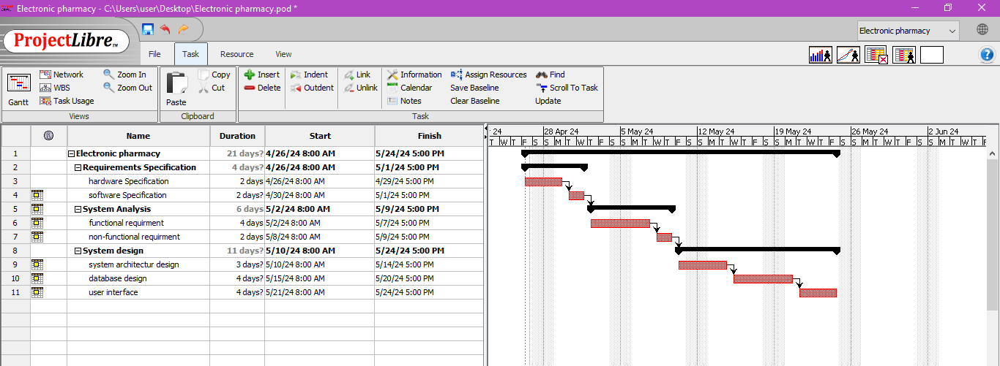 Electronic pharmacy - C:\Users\user\Desktop\Electronic pharmacy.pod *
ProjectLibre™
Electronic pharmacy
File Task Resource View
Gantt
Network
WBS
Task Usage
Zoom In
Zoom Out
Views
Paste
Copy
Cut
Clipboard
Insert
Delete
Indent
Outdent
Link
Unlink
Information
Calendar
Notes
Assign Resources
Save Baseline
Clear Baseline
Find
Scroll To Task
Update
Task
Name Duration Start Finish
1 Electronic pharmacy 21 days? 4/26/24 8:00 AM 5/24/24 5:00 PM
2 Requirements Specification 4 days? 4/26/24 8:00 AM 5/1/24 5:00 PM
3 hardware Specification 2 days 4/26/24 8:00 AM 4/29/24 5:00 PM
4 software Specification 2 days? 4/30/24 8:00 AM 5/1/24 5:00 PM
5 System Analysis 6 days 5/2/24 8:00 AM 5/9/24 5:00 PM
6 functional requirment 4 days 5/2/24 8:00 AM 5/7/24 5:00 PM
7 non-functional requirment 2 days 5/8/24 8:00 AM 5/9/24 5:00 PM
8 System design 11 days? 5/10/24 8:00 AM 5/24/24 5:00 PM
9 system architectur design 3 days? 5/10/24 8:00 AM 5/14/24 5:00 PM
10 database design 4 days? 5/15/24 8:00 AM 5/20/24 5:00 PM
11 user interface 4 days? 5/21/24 8:00 AM 5/24/24 5:00 PM
24 28 Apr 24 5 May 24 12 May 24 19 May 24 26 May 24 2 Jun 24
T W T F S S M T W T F S S M T W T F S S M T W T F S S M T W T F S S M T W T F S S M T W T F